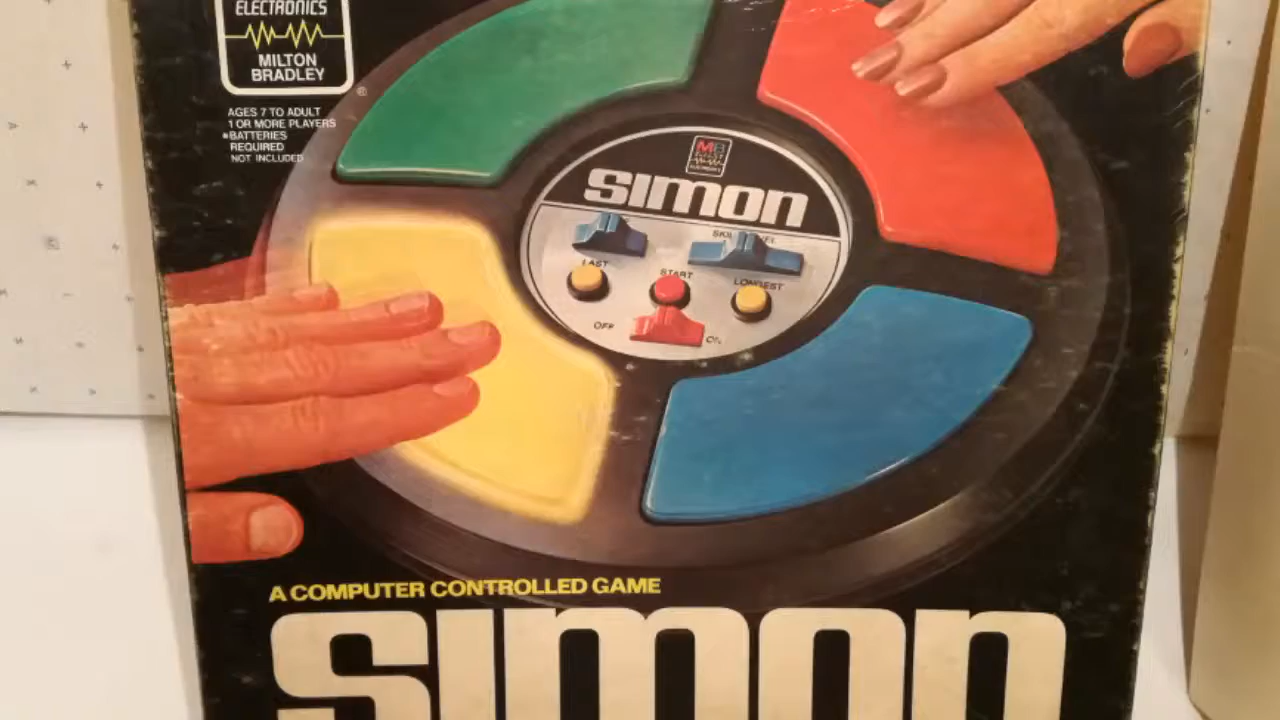 ELECTRONICS
MILTON
BRADLEY
®
AGES 7 TO ADULT
1 OR MORE PLAYERS
•BATTERIES
REQUIRED
NOT INCLUDED
MB
simon
LAST
START
LONGEST
OFF
ON
A COMPUTER CONTROLLED GAME
simon